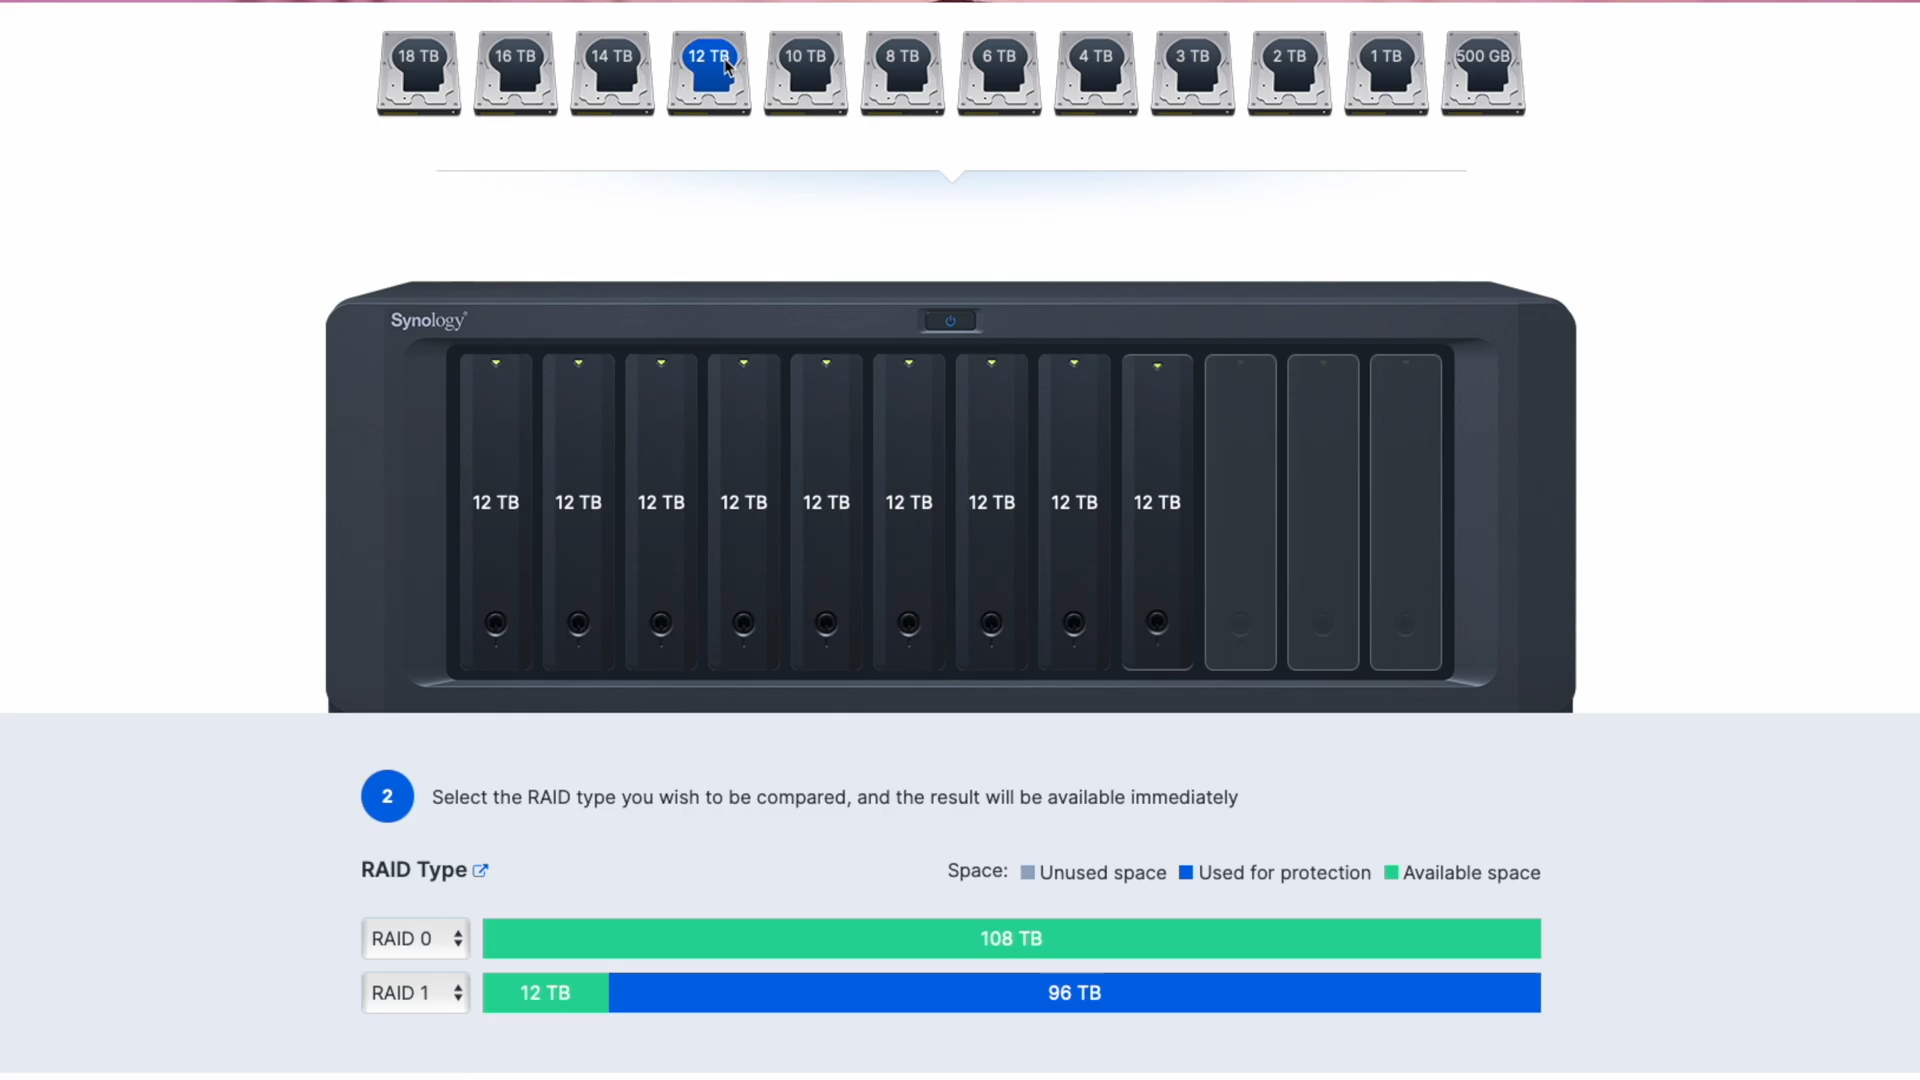 18 TB 16 TB 14 TB 12 TB 10 TB 8 TB 6 TB 4 TB 3 TB 2 TB 1 TB 500 GB
Synology®
12 TB 12 TB 12 TB 12 TB 12 TB 12 TB 12 TB 12 TB 12 TB
2 Select the RAID type you wish to be compared, and the result will be available immediately
RAID Type Space: Unused space Used for protection Available space
RAID 0 108 TB
RAID 1 12 TB 96 TB